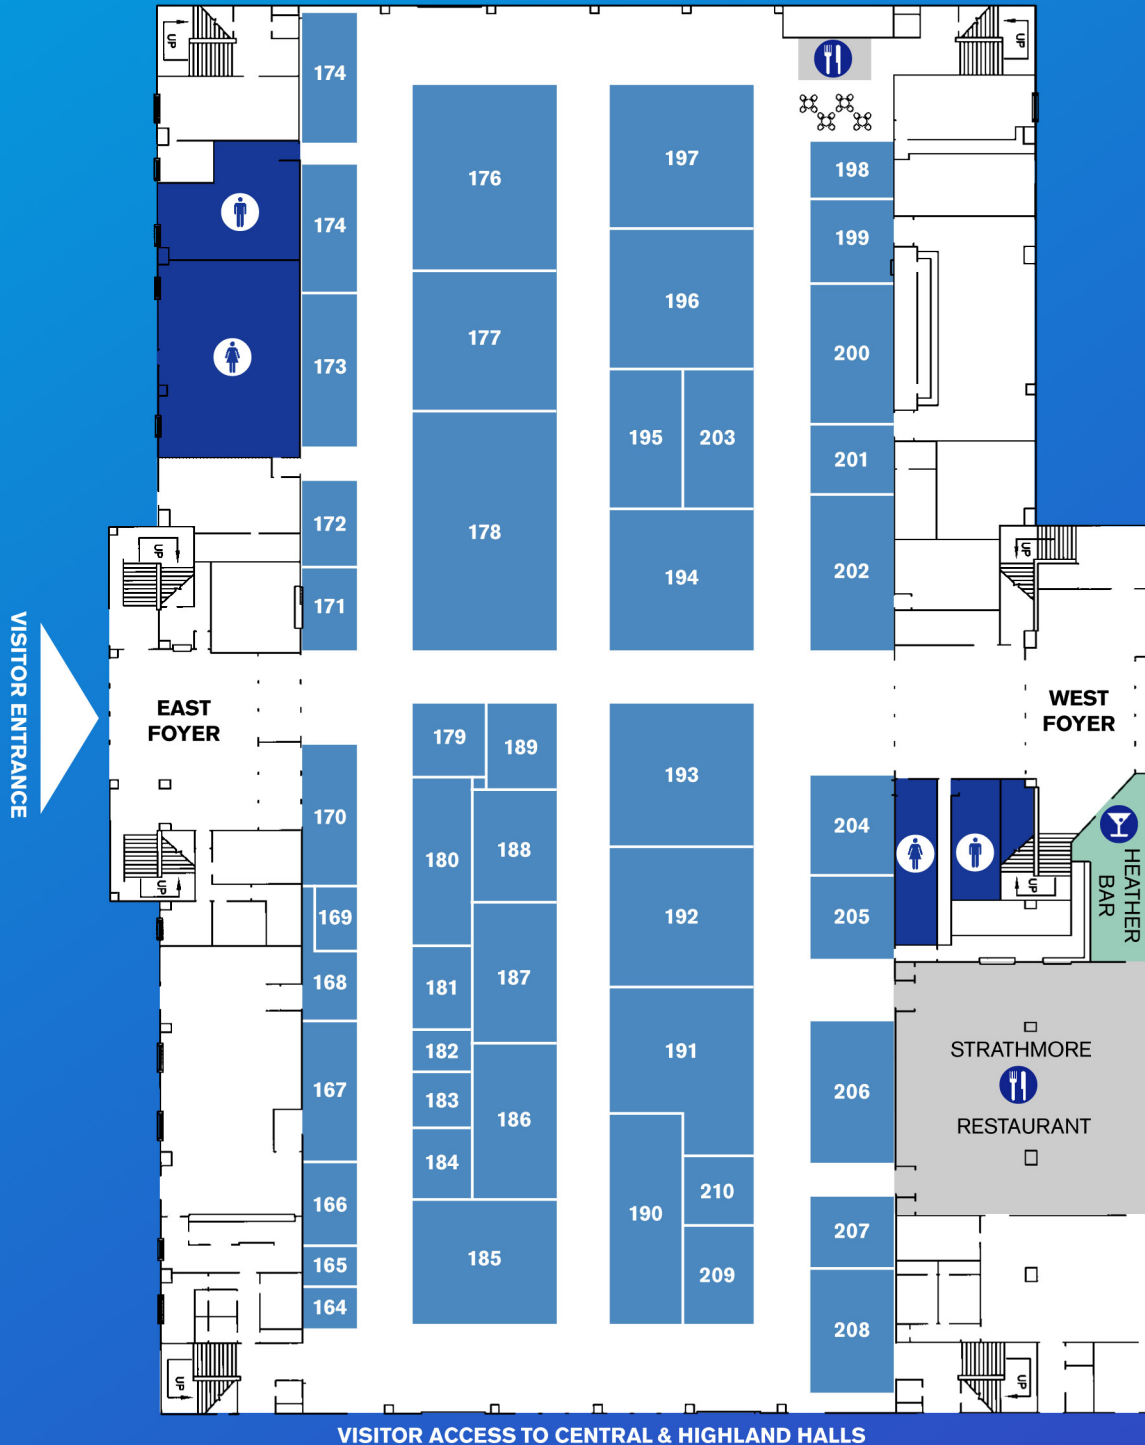 UP
UP
174
197
176
198
174
199
196
177
200
173
195
203
201
172
178
194
202
171
UP
UP
VISITOR ENTRANCE
EAST
FOYER
WEST
FOYER
179
189
193
170
204
180
188
HEATHER
BAR
169
192
205
UP
UP
168
181
187
182
191
STRATHMORE
RESTAURANT
167
183
186
206
184
166
190
210
207
165
185
209
164
208
UP
UP
VISITOR ACCESS TO CENTRAL & HIGHLAND HALLS